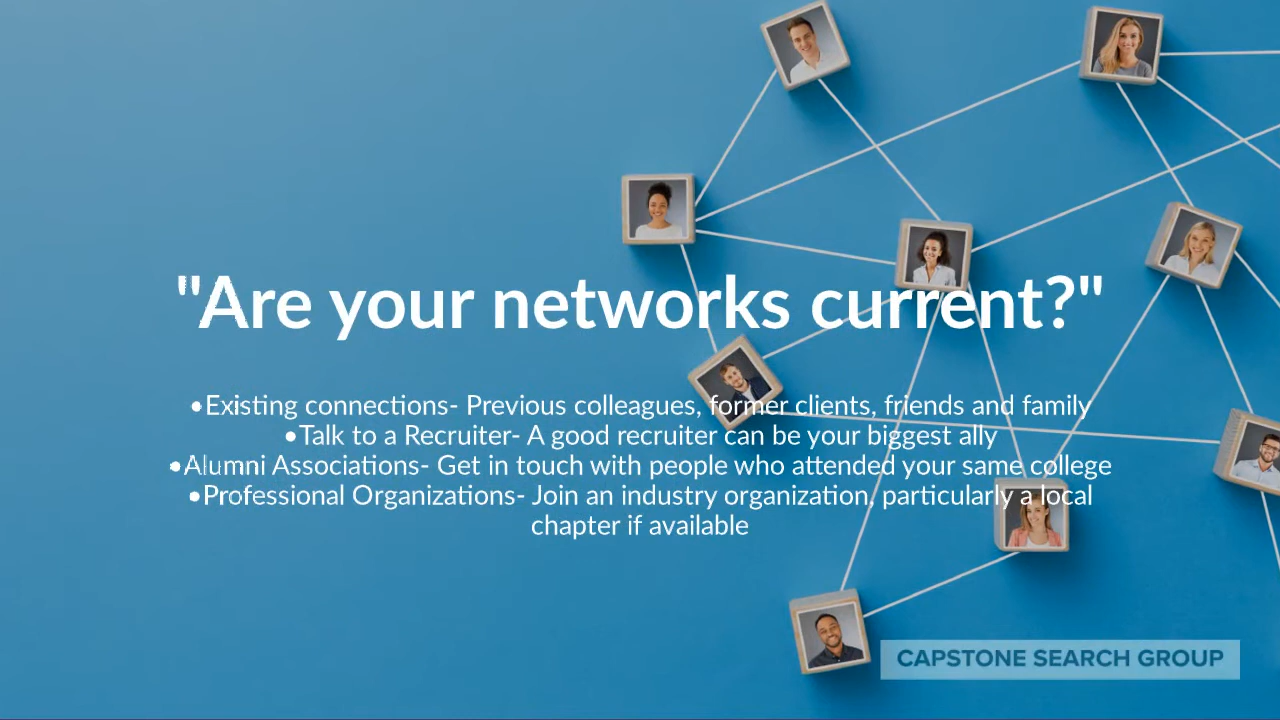 "Are your networks current?"
•Existing connections- Previous colleagues, former clients, friends and family
•Talk to a Recruiter- A good recruiter can be your biggest ally
•Alumni Associations- Get in touch with people who attended your same college
•Professional Organizations- Join an industry organization, particularly a local
chapter if available
CAPSTONE SEARCH GROUP